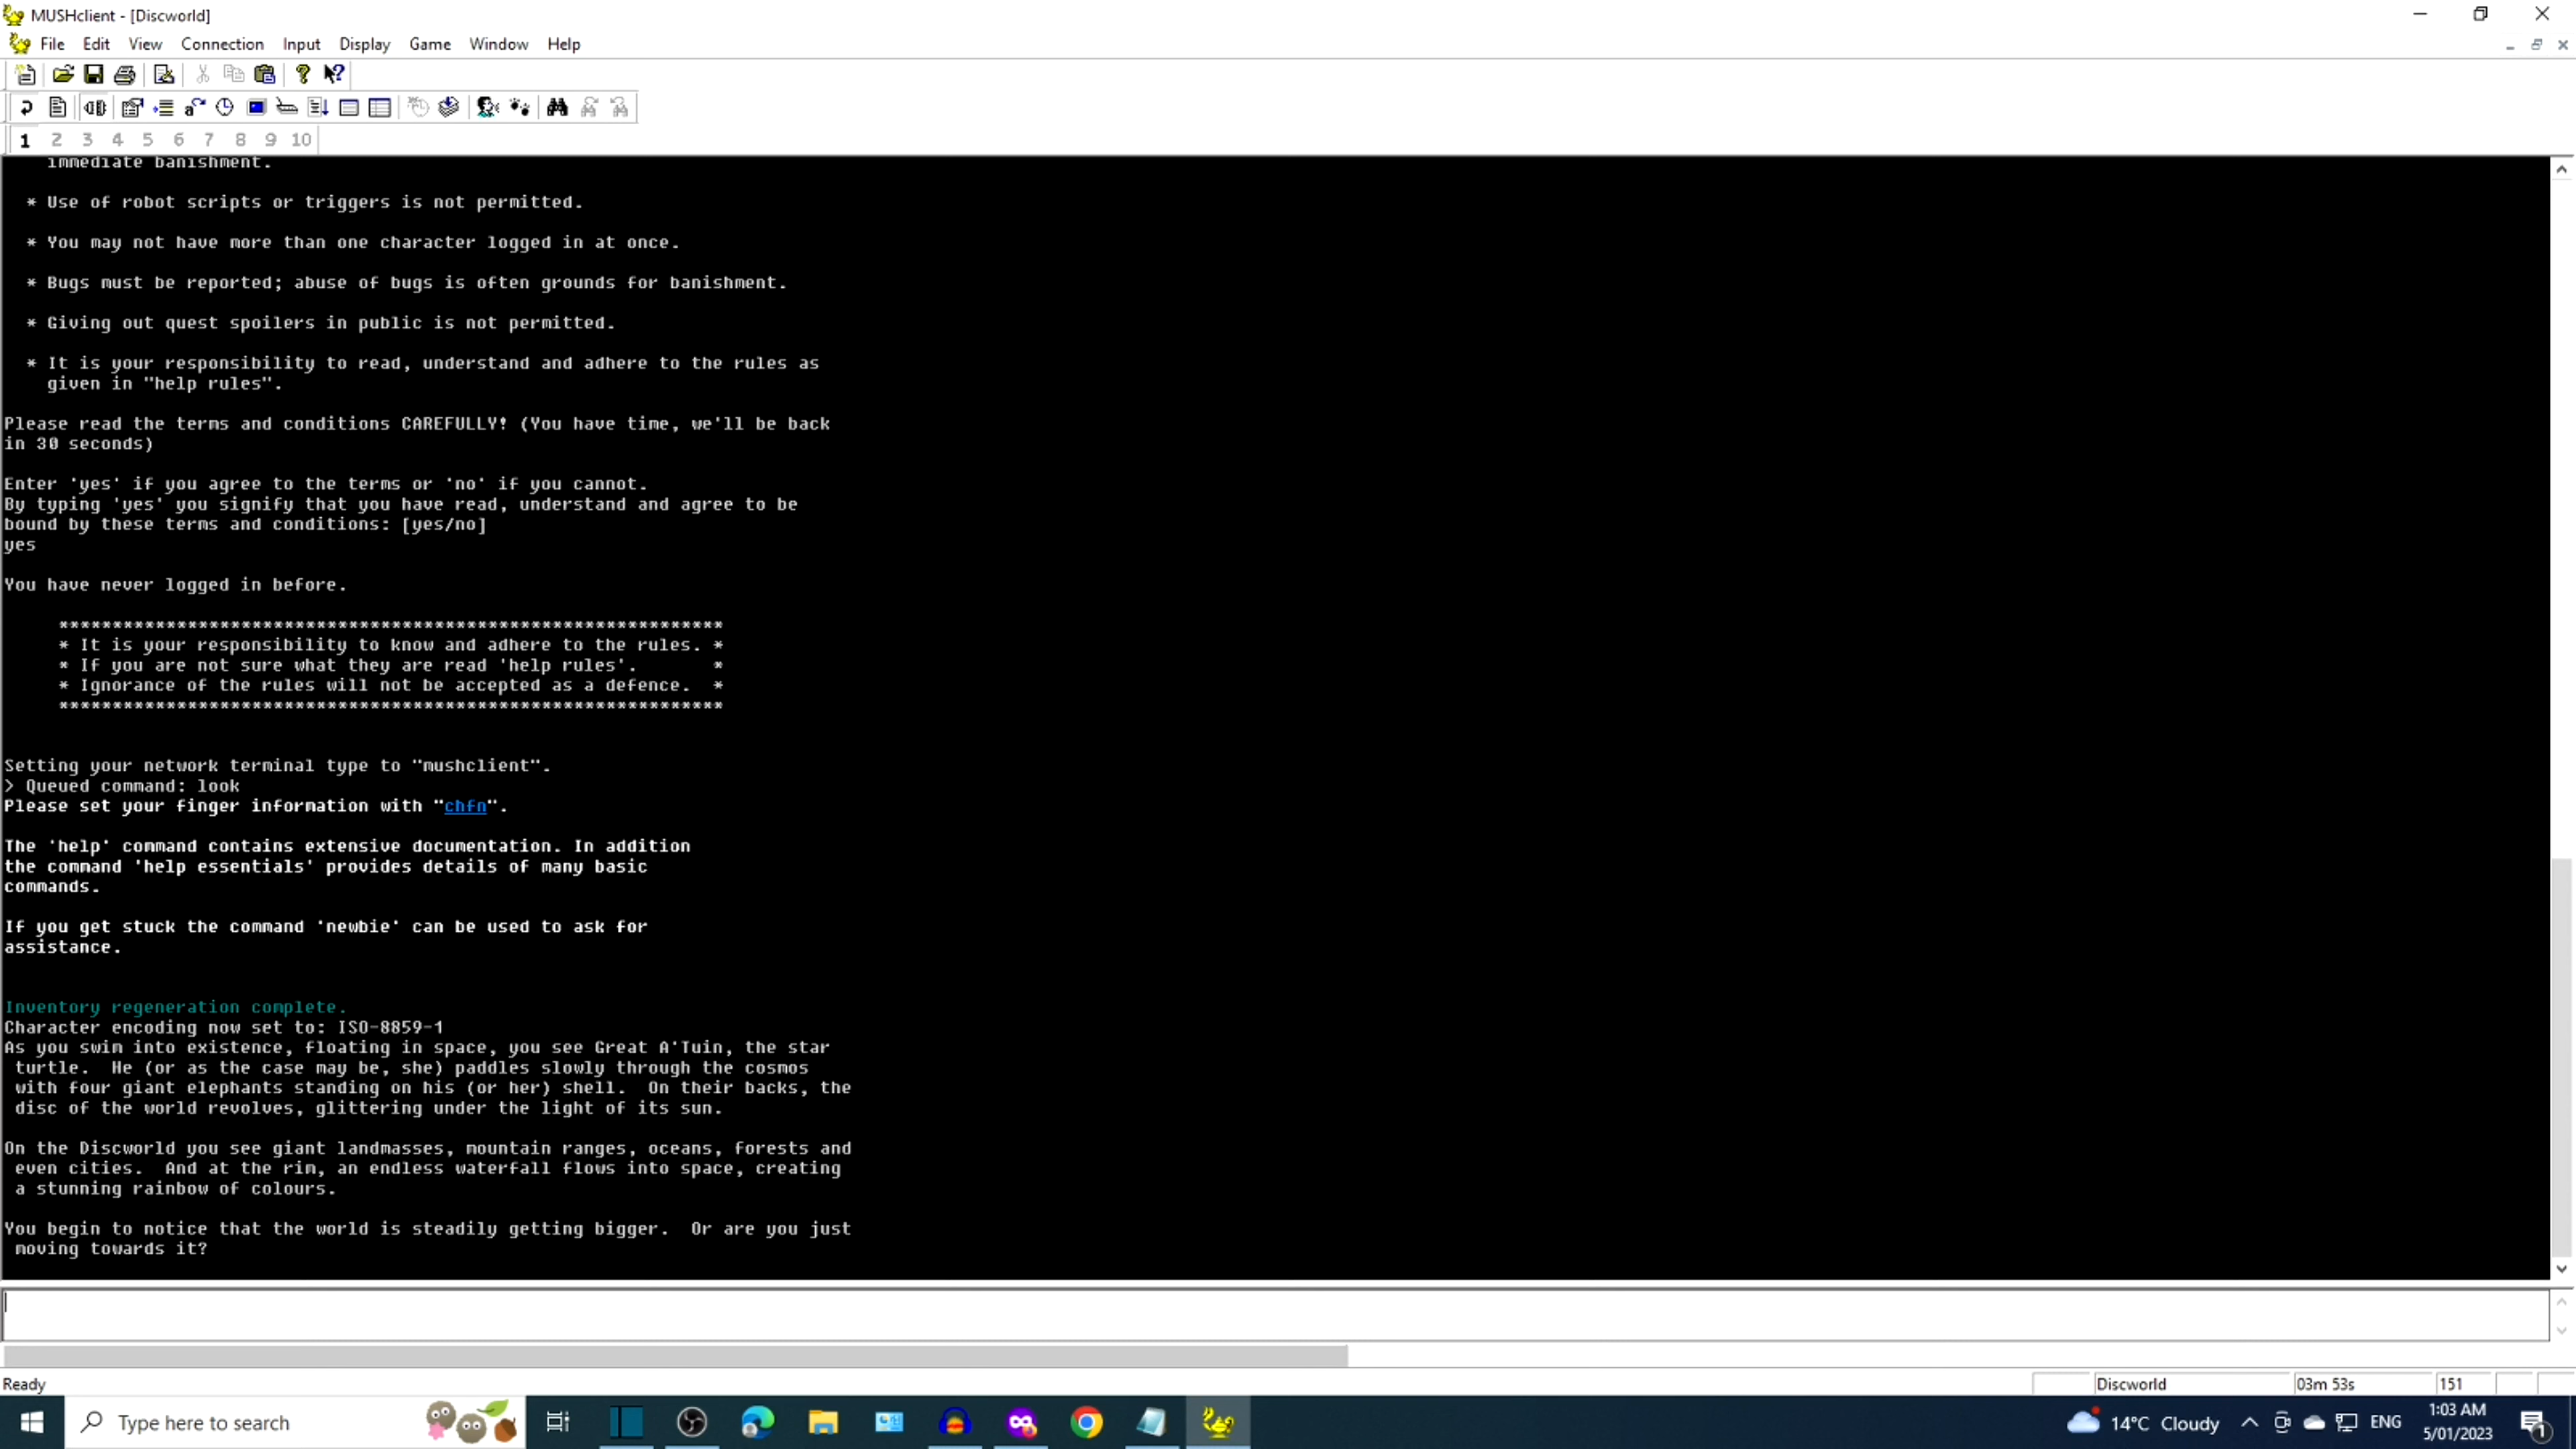 MUSHclient - [Discworld]
File Edit View Connection Input Display Game Window Help
1 2 3 4 5 6 7 8 9 10
immediate banishment.
* Use of robot scripts or triggers is not permitted.
* You may not have more than one character logged in at once.
* Bugs must be reported; abuse of bugs is often grounds for banishment.
* Giving out quest spoilers in public is not permitted.
* It is your responsibility to read, understand and adhere to the rules as
given in "help rules".
Please read the terms and conditions CAREFULLY! (You have time, we'll be back
in 30 seconds)
Enter 'yes' if you agree to the terms or 'no' if you cannot.
By typing 'yes' you signify that you have read, understand and agree to be
bound by these terms and conditions: [yes/no]
yes
You have never logged in before.
**************************************************************
* It is your responsibility to know and adhere to the rules. *
* If you are not sure what they are read 'help rules'. *
* Ignorance of the rules will not be accepted as a defence. *
**************************************************************
Setting your network terminal type to "mushclient".
> Queued command: look
Please set your finger information with "chfn".
The 'help' command contains extensive documentation. In addition
the command 'help essentials' provides details of many basic
commands.
If you get stuck the command 'newbie' can be used to ask for
assistance.
Inventory regeneration complete.
Character encoding now set to: ISO-8859-1
As you swim into existence, floating in space, you see Great A'Tuin, the star
turtle. He (or as the case may be, she) paddles slowly through the cosmos
with four giant elephants standing on his (or her) shell. On their backs, the
disc of the world revolves, glittering under the light of its sun.
On the Discworld you see giant landmasses, mountain ranges, oceans, forests and
even cities. And at the rim, an endless waterfall flows into space, creating
a stunning rainbow of colours.
You begin to notice that the world is steadily getting bigger. Or are you just
moving towards it?
Ready
Discworld 03m 53s 151
Type here to search
14°C Cloudy
ENG
1:03 AM
5/01/2023
1